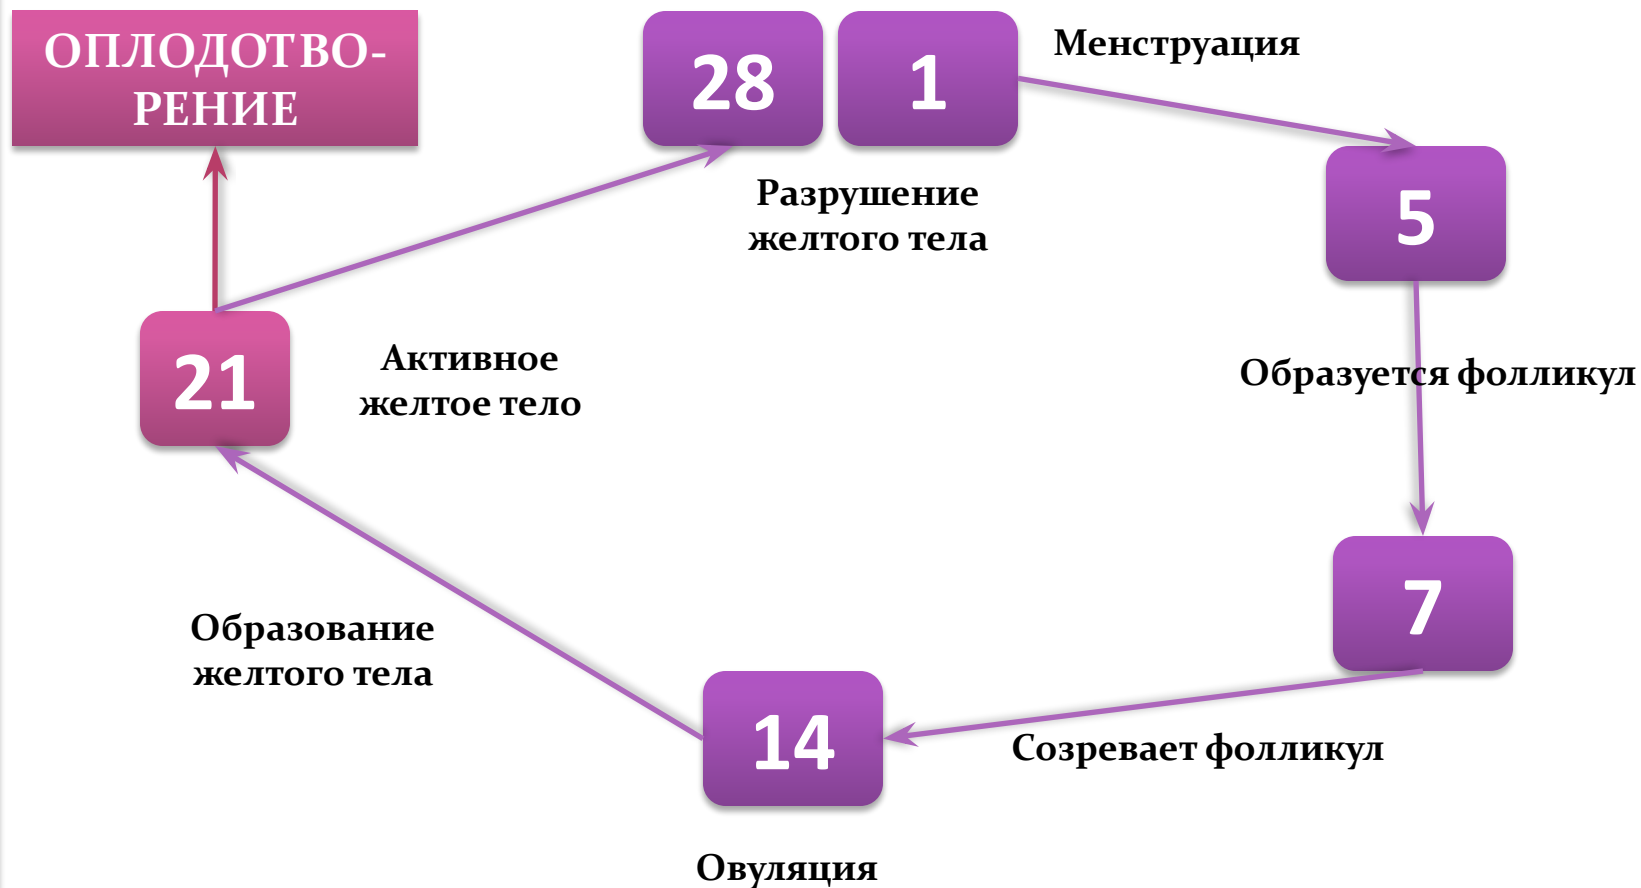 ОПЛОДОТВО-
РЕНИЕ
28
1
Менструация
5
Разрушение
желтого тела
21
Активное
желтое тело
Образуется фолликул
7
Образование
желтого тела
14
Созревает фолликул
Овуляция